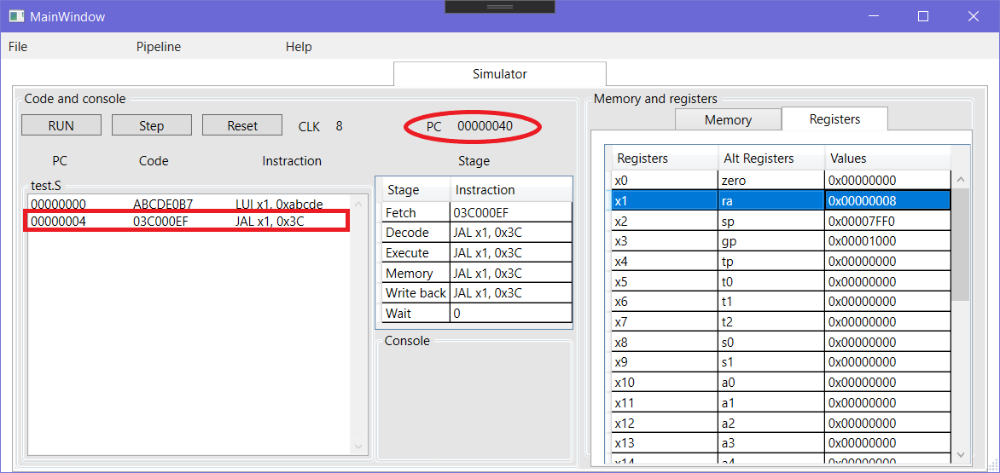 MainWindow
File Pipeline Help
Simulator
Code and console
RUN Step Reset CLK 8 PC 00000040
PC Code Instraction Stage
test.S
00000000 ABCDE0B7 LUI x1, 0xabcde
00000004 03C000EF JAL x1, 0x3C
Stage Instraction
Fetch 03C000EF
Decode JAL x1, 0x3C
Execute JAL x1, 0x3C
Memory JAL x1, 0x3C
Write back JAL x1, 0x3C
Wait 0
Console
Memory and registers
Memory Registers
Registers Alt Registers Values
x0 zero 0x00000000
x1 ra 0x00000008
x2 sp 0x00007FF0
x3 gp 0x00001000
x4 tp 0x00000000
x5 t0 0x00000000
x6 t1 0x00000000
x7 t2 0x00000000
x8 s0 0x00000000
x9 s1 0x00000000
x10 a0 0x00000000
x11 a1 0x00000000
x12 a2 0x00000000
x13 a3 0x00000000
x14 a4 0x00000000